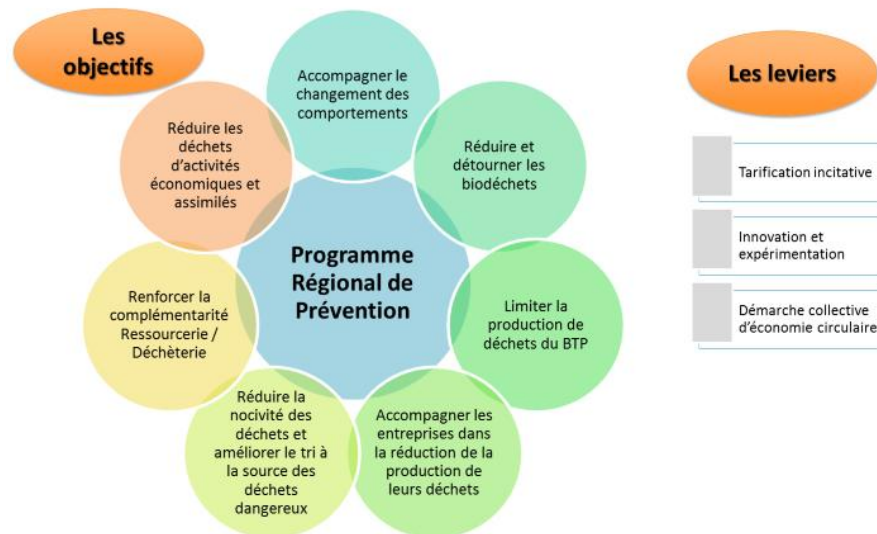 Les
objectifs
Accompagner le
changement des
comportements
Réduire et
détourner les
biodéchets
Limiter la
production de
déchets du BTP
Accompagner les
entreprises dans
la réduction de la
production de
leurs déchets
Réduire la
nocivité des
déchets et
améliorer le tri à
la source des
déchets
dangereux
Renforcer la
complémentarité
Ressourcerie /
Déchèterie
Réduire les
déchets
d'activités
économiques et
assimilés
Programme
Régional de
Prévention
Les leviers
Tarification incitative
Innovation et
expérimentation
Démarche collective
d'économie circulaire